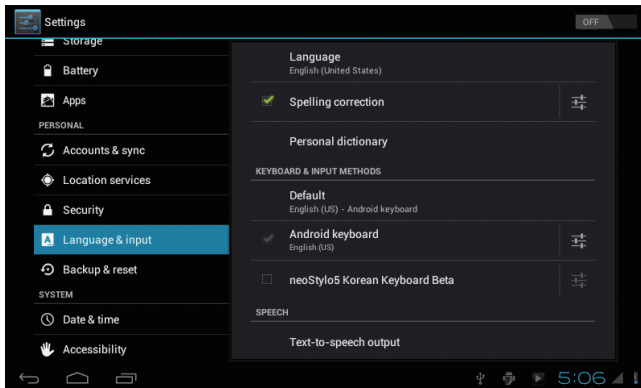 Settings
OFF
Storage
Battery
Apps
PERSONAL
Accounts & sync
Location services
Security
Language & input
Backup & reset
SYSTEM
Date & time
Accessibility
Language
English (United States)
Spelling correction
Personal dictionary
KEYBOARD & INPUT METHODS
Default
English (US) - Android keyboard
Android keyboard
English (US)
neoStylo5 Korean Keyboard Beta
SPEECH
Text-to-speech output
5:06